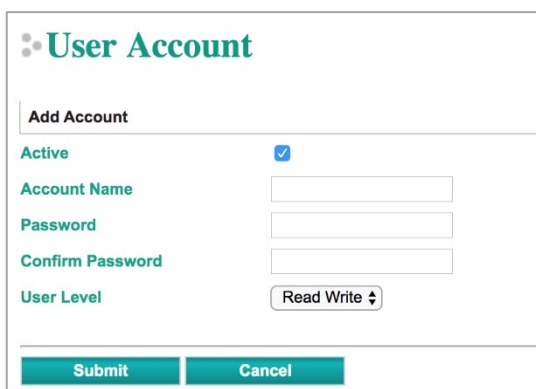 User Account
Add Account
Active
Account Name
Password
Confirm Password
User Level Read Write
Submit Cancel